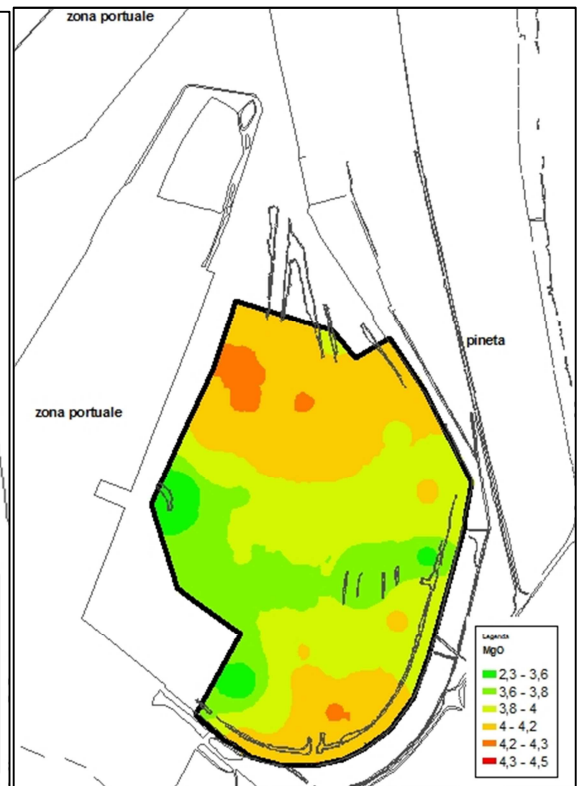 zona portuale
pineta
zona portuale
Legenda
MgO
2,3 - 3,6
3,6 - 3,8
3,8 - 4
4 - 4,2
4,2 - 4,3
4,3 - 4,5